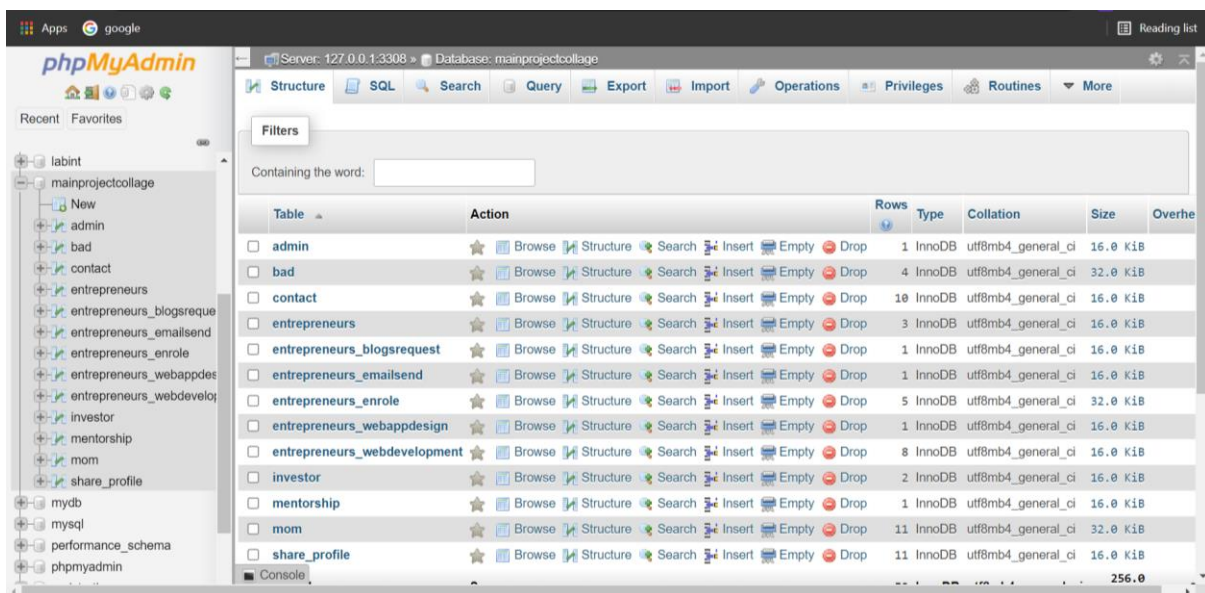 Apps google Reading list
phpMyAdmin
Recent Favorites
labint
mainprojectcollage
New
admin
bad
contact
entrepreneurs
entrepreneurs_blogsreque
entrepreneurs_emailsend
entrepreneurs_enrole
entrepreneurs_webappdes
entrepreneurs_webdevelop
investor
mentorship
mom
share_profile
mydb
mysql
performance_schema
phpmyadmin
Server: 127.0.0.1:3308 » Database: mainprojectcollage
Structure SQL Search Query Export Import Operations Privileges Routines More
Filters
Containing the word:
Table Action Rows Type Collation Size Overhe
admin Browse Structure Search Insert Empty Drop 1 InnoDB utf8mb4_general_ci 16.0 KiB
bad Browse Structure Search Insert Empty Drop 4 InnoDB utf8mb4_general_ci 32.0 KiB
contact Browse Structure Search Insert Empty Drop 10 InnoDB utf8mb4_general_ci 16.0 KiB
entrepreneurs Browse Structure Search Insert Empty Drop 3 InnoDB utf8mb4_general_ci 16.0 KiB
entrepreneurs_blogsrequest Browse Structure Search Insert Empty Drop 1 InnoDB utf8mb4_general_ci 16.0 KiB
entrepreneurs_emailsend Browse Structure Search Insert Empty Drop 1 InnoDB utf8mb4_general_ci 16.0 KiB
entrepreneurs_enrole Browse Structure Search Insert Empty Drop 5 InnoDB utf8mb4_general_ci 32.0 KiB
entrepreneurs_webappdesign Browse Structure Search Insert Empty Drop 1 InnoDB utf8mb4_general_ci 16.0 KiB
entrepreneurs_webdevelopment Browse Structure Search Insert Empty Drop 8 InnoDB utf8mb4_general_ci 16.0 KiB
investor Browse Structure Search Insert Empty Drop 2 InnoDB utf8mb4_general_ci 16.0 KiB
mentorship Browse Structure Search Insert Empty Drop 1 InnoDB utf8mb4_general_ci 16.0 KiB
mom Browse Structure Search Insert Empty Drop 11 InnoDB utf8mb4_general_ci 32.0 KiB
share_profile Browse Structure Search Insert Empty Drop 11 InnoDB utf8mb4_general_ci 16.0 KiB
Console 256.0